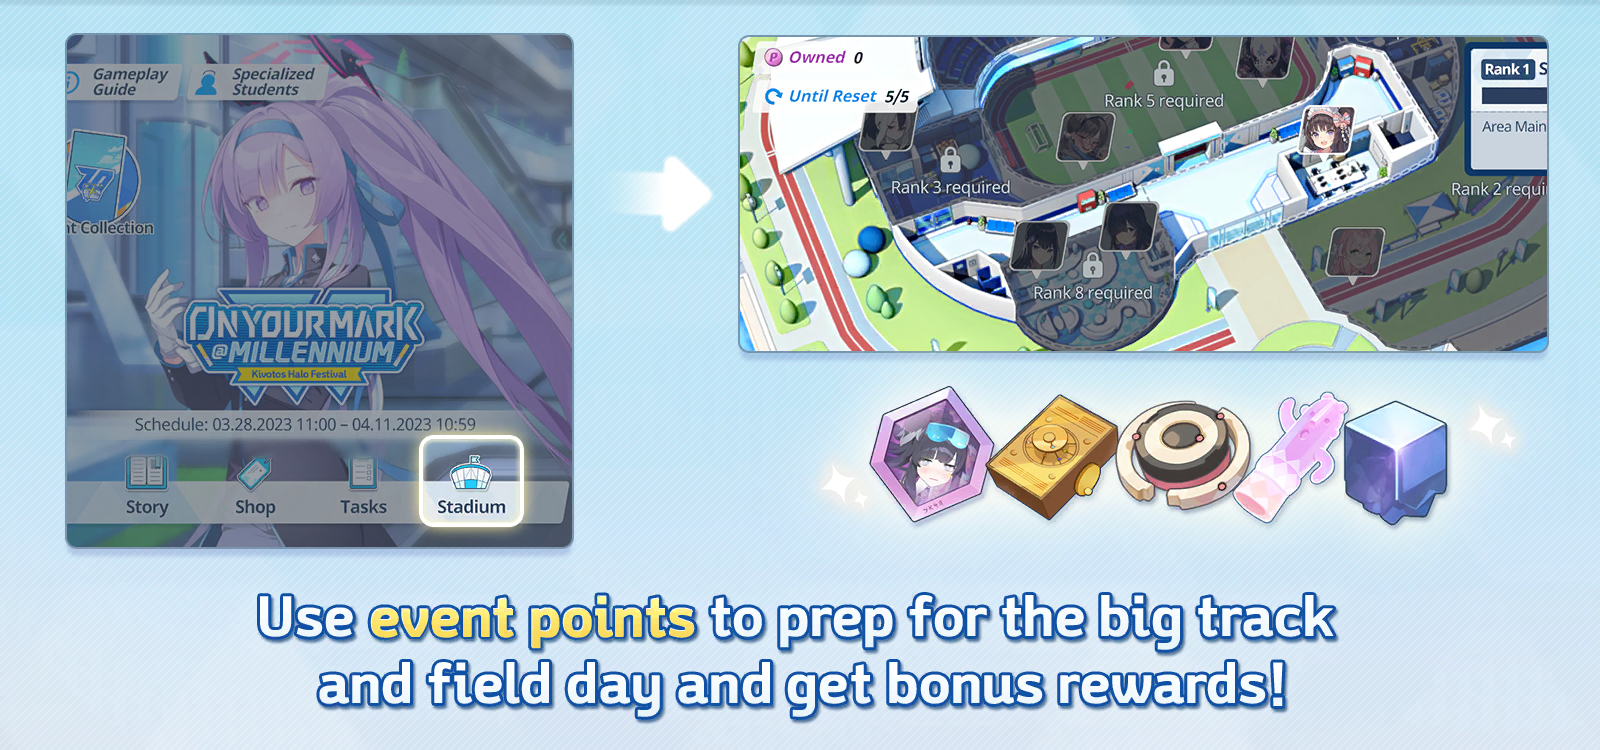 Gameplay
Guide
Specialized
Students
t Collection
ON YOUR MARK
@MILLENNIUM
Kivotos Halo Festival
Schedule: 03.28.2023 11:00 – 04.11.2023 10:59
Story
Shop
Tasks
Stadium
P Owned 0
Until Reset 5/5
Rank 5 required
Rank 3 required
Rank 8 required
Rank 1 S
Area Main
Rank 2 requi
Use event points to prep for the big track
and field day and get bonus rewards!